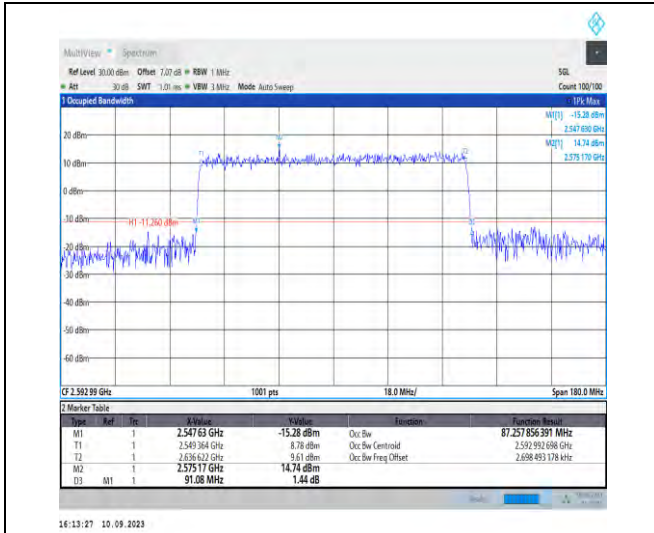 MultiView Spectrum
Ref Level 30.00 dBm Offset 7.07 dB RBW 1 MHz SGL
Att 30 dB SWT 1.01 ms VBW 3 MHz Mode Auto Sweep Count 100/100
1 Occupied Bandwidth 1Pk Max
M1[1] -15.28 dBm
2.547 630 GHz
M2[1] 14.74 dBm
2.575 170 GHz
20 dBm
10 dBm
0 dBm
-10 dBm
H1 -11.260 dBm
-20 dBm
-30 dBm
-40 dBm
-50 dBm
-60 dBm
CF 2.592 99 GHz 1001 pts 18.0 MHz/ Span 180.0 MHz
2 Marker Table
Type Ref Trc X-Value Y-Value Function Function Result
M1 1 2.547 63 GHz -15.28 dBm Occ Bw 87.257 856 391 MHz
T1 1 2.549 364 GHz 8.78 dBm Occ Bw Centroid 2.592 992 698 GHz
T2 1 2.636 622 GHz 9.61 dBm Occ Bw Freq Offset 2.698 493 178 kHz
M2 1 2.575 17 GHz 14.74 dBm
D3 M1 1 91.08 MHz 1.44 dB
16:13:27 10.09.2023